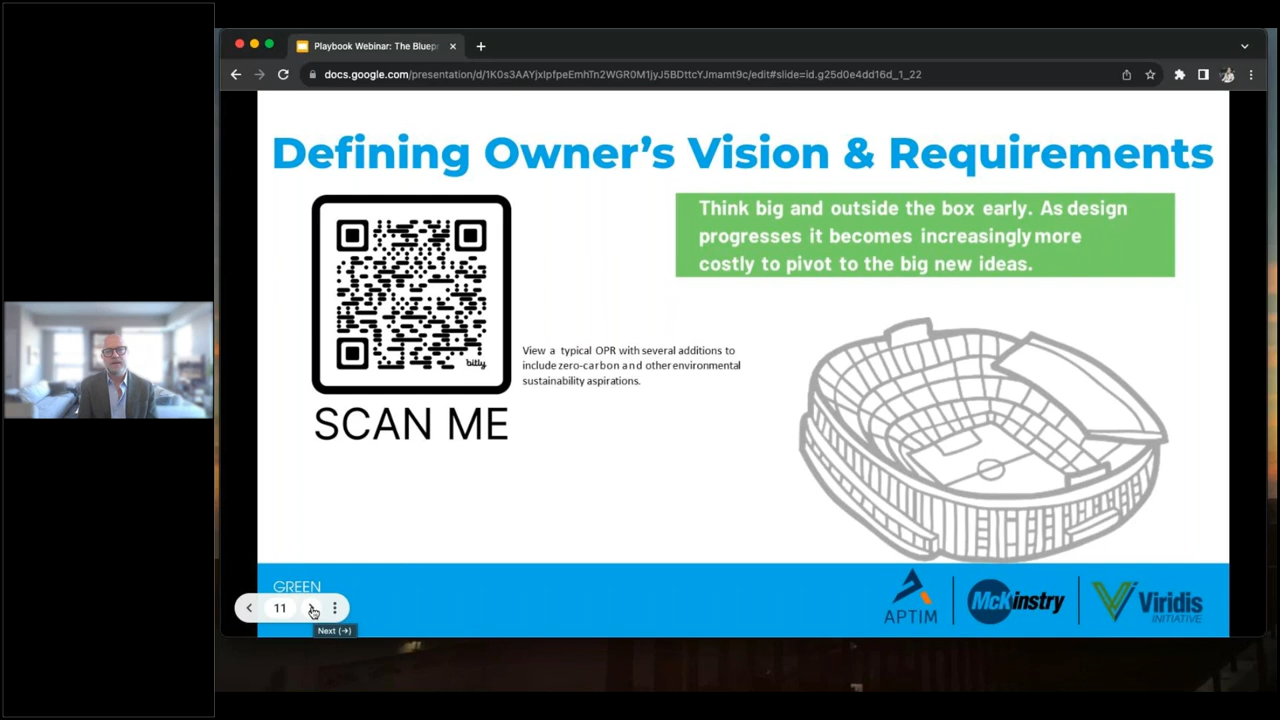 Playbook Webinar: The Bluepr
docs.google.com/presentation/d/1K0s3AAYjxIpfpeEmhTn2WGR0M1jyJ5BDttcYJmamt9c/edit#slide=id.g25d0e4dd16d_1_22
Defining Owner's Vision & Requirements
Think big and outside the box early. As design
progresses it becomes increasingly more
costly to pivot to the big new ideas.
bitly
SCAN ME
View a typical OPR with several additions to
include zero-carbon and other environmental
sustainability aspirations.
GREEN
11
Next (→)
APTIM
McKinstry
Viridis
INITIATIVE